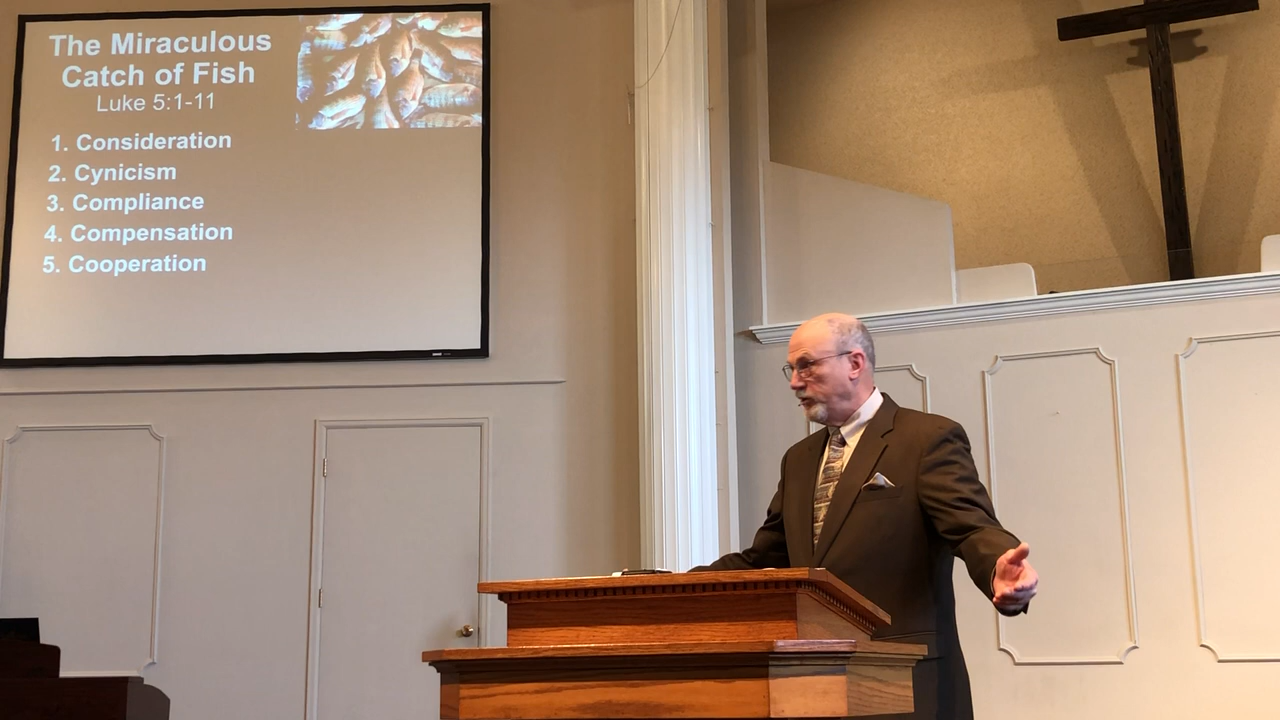 The Miraculous
Catch of Fish
Luke 5:1-11
1. Consideration
2. Cynicism
3. Compliance
4. Compensation
5. Cooperation